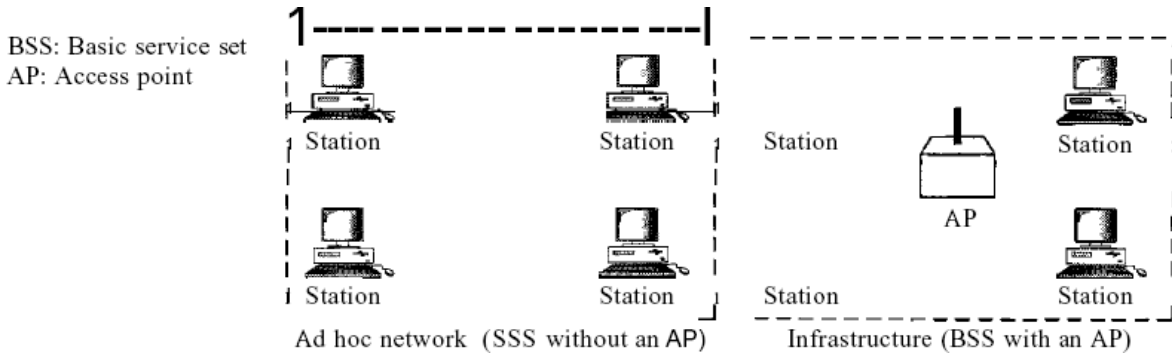 BSS: Basic service set
AP: Access point
Station
Station
Station
Station
AP
Station
Station
Station
Station
Station
Ad hoc network (SSS without an AP)
Infrastructure (BSS with an AP)